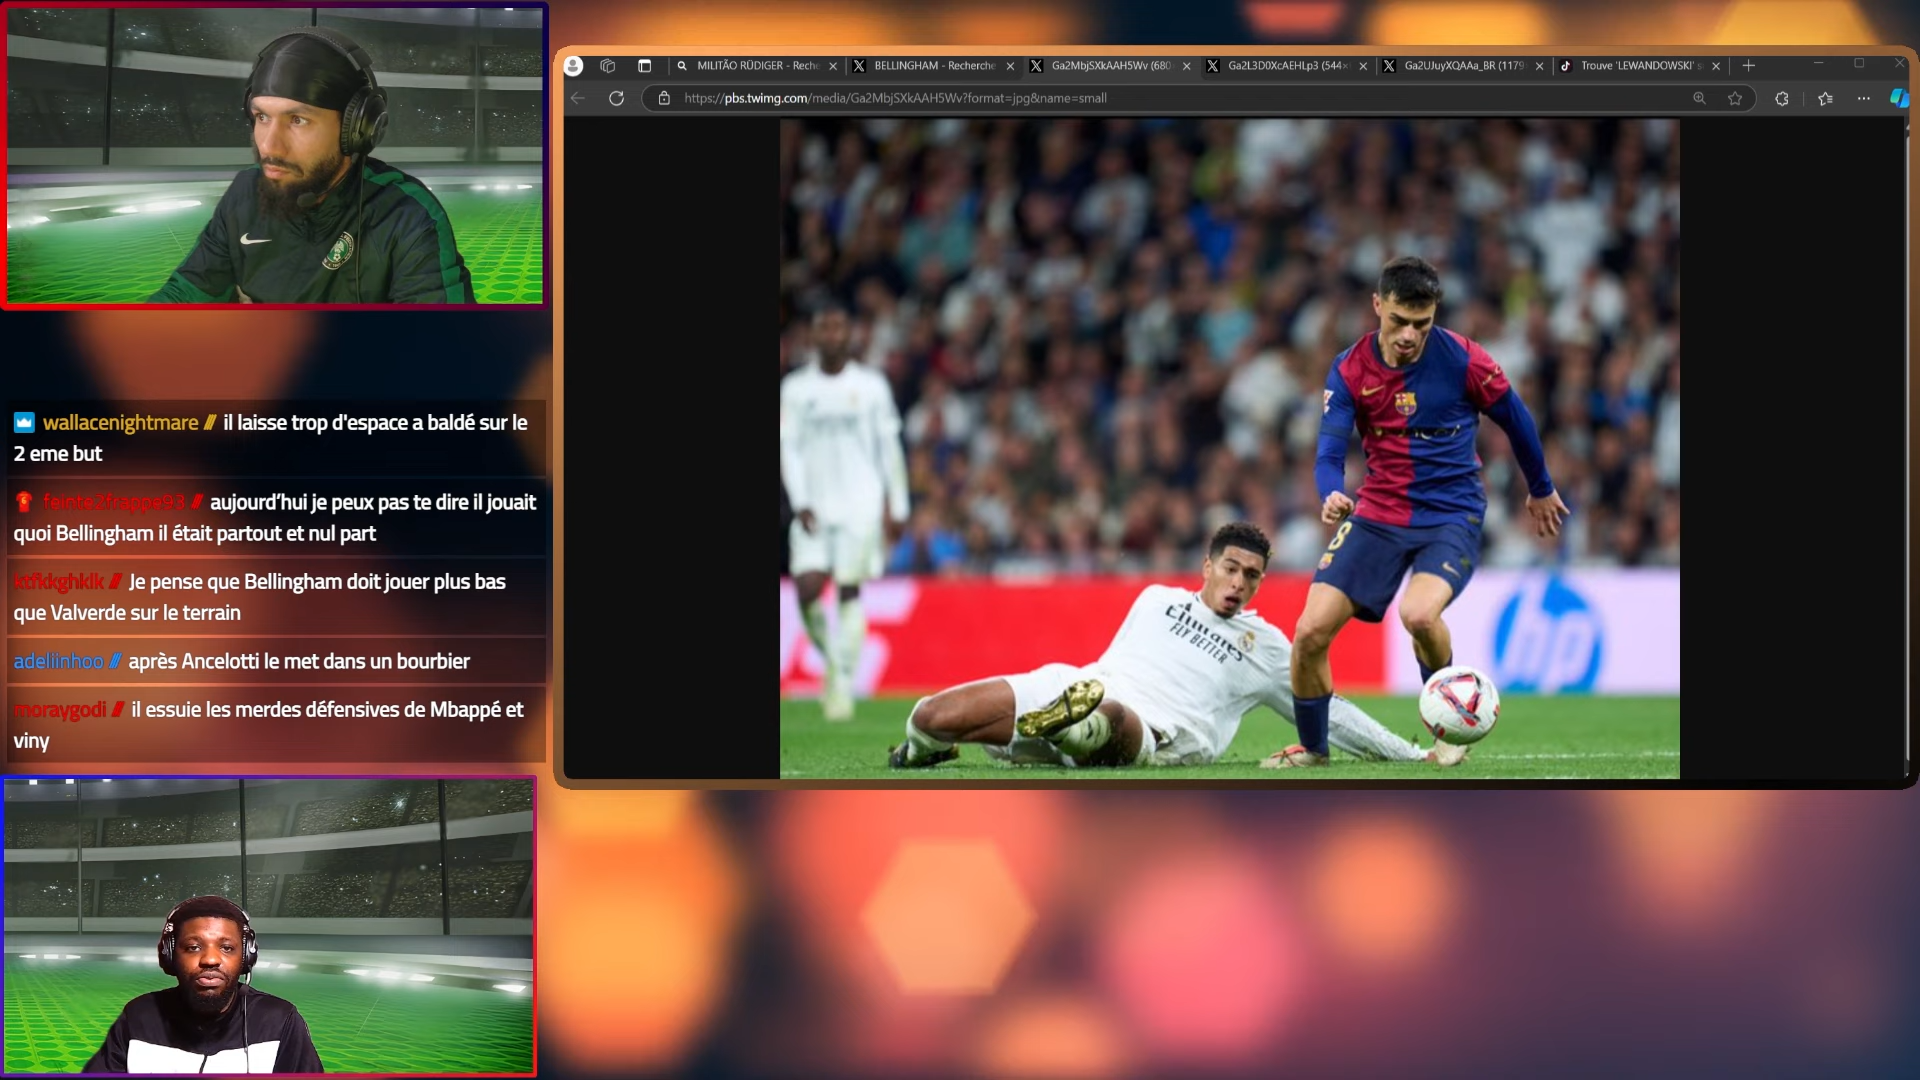 MILITÃO RÜDIGER - Reche
BELLINGHAM - Recherche
Ga2MbjSXkAAH5Wv (680
Ga2L3D0XcAEHLp3 (544×
Ga2UJuyXQAAa_BR (1179
Trouve 'LEWANDOWSKI' s
https://pbs.twimg.com/media/Ga2MbjSXkAAH5Wv?format=jpg&name=small
wallacenightmare // il laisse trop d'espace a baldé sur le
2 eme but
feinte2frappe93 // aujourd'hui je peux pas te dire il jouait
quoi Bellingham il était partout et nul part
ktfkkghklk // Je pense que Bellingham doit jouer plus bas
que Valverde sur le terrain
adeliinhoo // après Ancelotti le met dans un bourbier
moraygodi // il essuie les merdes défensives de Mbappé et
viny
Emirates
FLY BETTER
8
hp